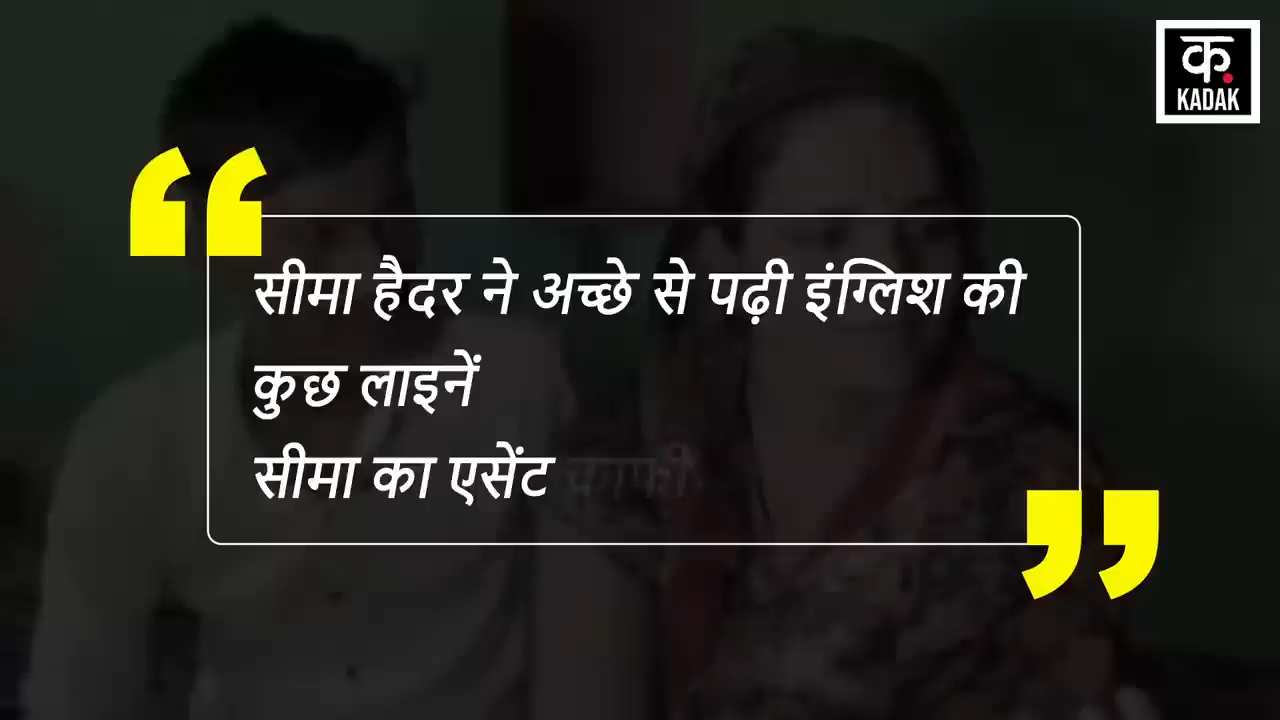 क.
KADAK
सीमा हैदर ने अच्छे से पढ़ी इंग्लिश की
कुछ लाइनें
सीमा का एसेंट काफी